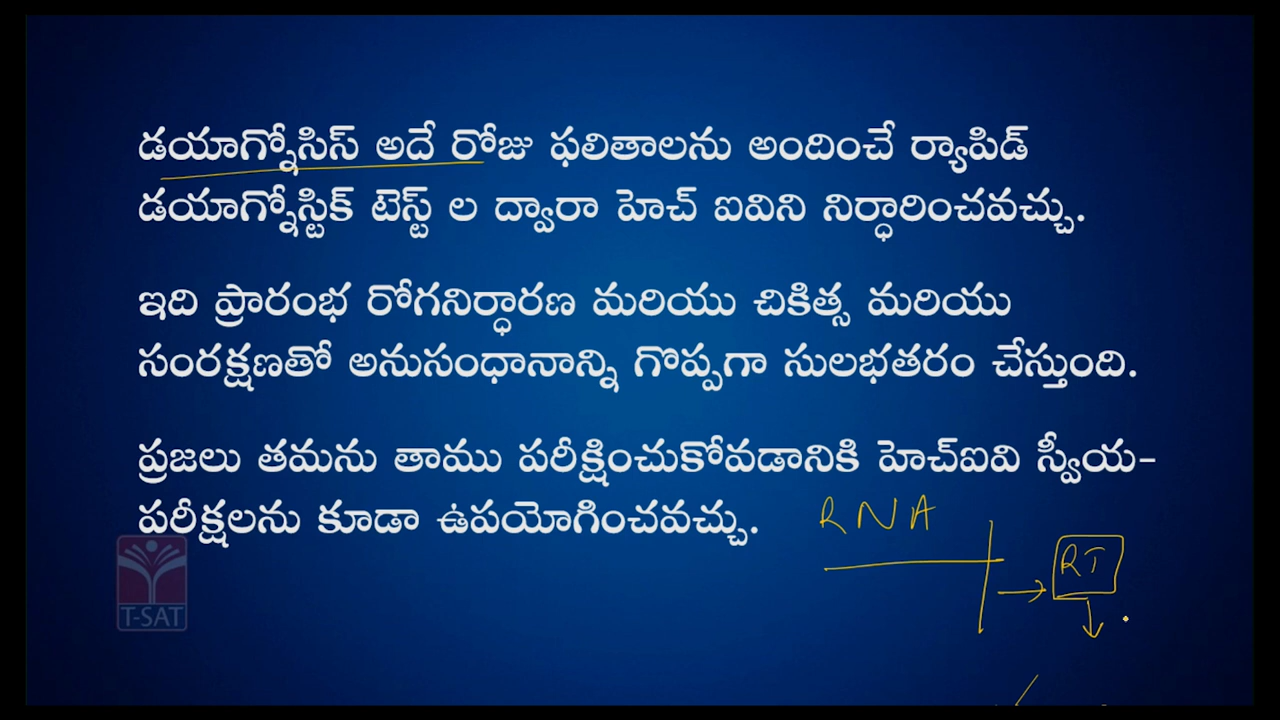 డయాగ్నోసిస్ అదే రోజు ఫలితాలను అందించే ర్యాపిడ్
డయాగ్నోస్టిక్ టెస్ట్ ల ద్వారా హెచ్ ఐవిని నిర్ధారించవచ్చు.
ఇది ప్రారంభ రోగనిర్ధారణ మరియు చికిత్స మరియు
సంరక్షణతో అనుసంధానాన్ని గొప్పగా సులభతరం చేస్తుంది.
ప్రజలు తమను తాము పరీక్షించుకోవడానికి హెచ్ఐవి స్వీయ-
పరీక్షలను కూడా ఉపయోగించవచ్చు.
RNA
RT
T-SAT